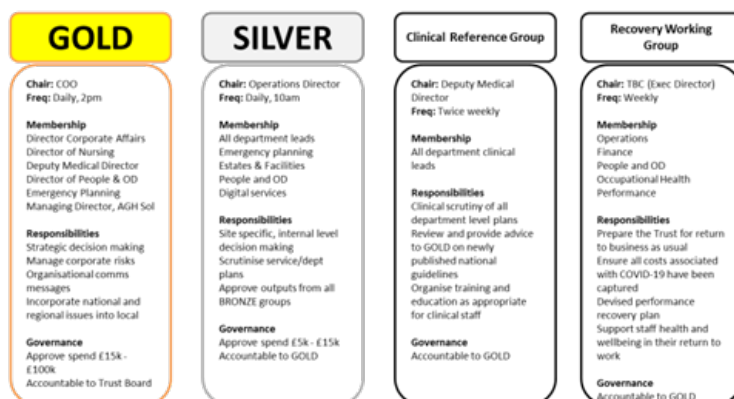 GOLD
Chair: COO
Freq: Daily, 2pm
Membership
Director Corporate Affairs
Director of Nursing
Deputy Medical Director
Director of People & OD
Emergency Planning
Managing Director, AGH Sol
Responsibilities
Strategic decision making
Manage corporate risks
Organisational comms
messages
Incorporate national and
regional issues into local
Governance
Approve spend £15k -
£100k
Accountable to Trust Board
SILVER
Chair: Operations Director
Freq: Daily, 10am
Membership
All department leads
Emergency planning
Estates & Facilities
People and OD
Digital services
Responsibilities
Site specific, internal level
decision making
Scrutinise service/dept
plans
Approve outputs from all
BRONZE groups
Governance
Approve spend £5k - £15k
Accountable to GOLD
Clinical Reference Group
Chair: Deputy Medical
Director
Freq: Twice weekly
Membership
All department clinical
leads
Responsibilities
Clinical scrutiny of all
department level plans
Review and provide advice
to GOLD on newly
published national
guidelines
Organise training and
education as appropriate
for clinical staff
Governance
Accountable to GOLD
Recovery Working
Group
Chair: TBC (Exec Director)
Freq: Weekly
Membership
Operations
Finance
People and OD
Occupational Health
Performance
Responsibilities
Prepare the Trust for return
to business as usual
Ensure all costs associated
with COVID-19 have been
captured
Devised performance
recovery plan
Support staff health and
wellbeing in their return to
work
Governance
Accountable to GOLD